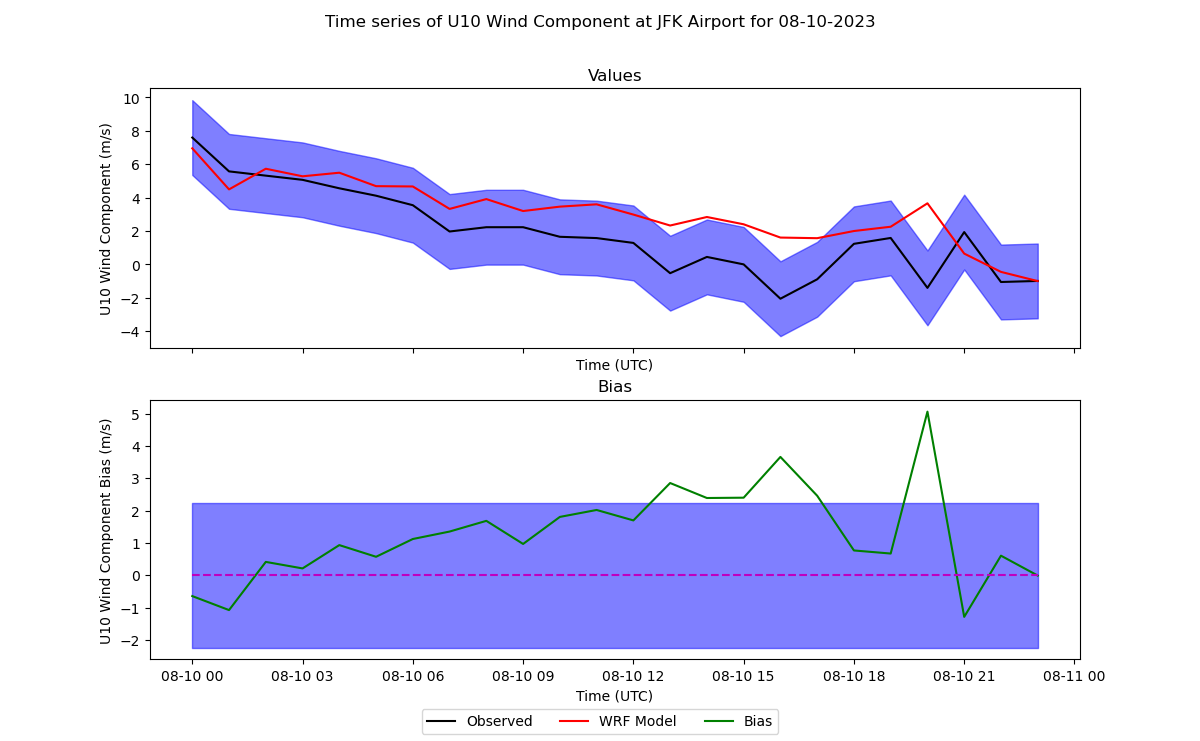 Time series of U10 Wind Component at JFK Airport for 08-10-2023
Values
U10 Wind Component (m/s)
10
8
6
4
2
0
−2
−4
Time (UTC)
Bias
U10 Wind Component Bias (m/s)
5
4
3
2
1
0
−1
−2
08-10 00 08-10 03 08-10 06 08-10 09 08-10 12 08-10 15 08-10 18 08-10 21 08-11 00
Time (UTC)
Observed WRF Model Bias